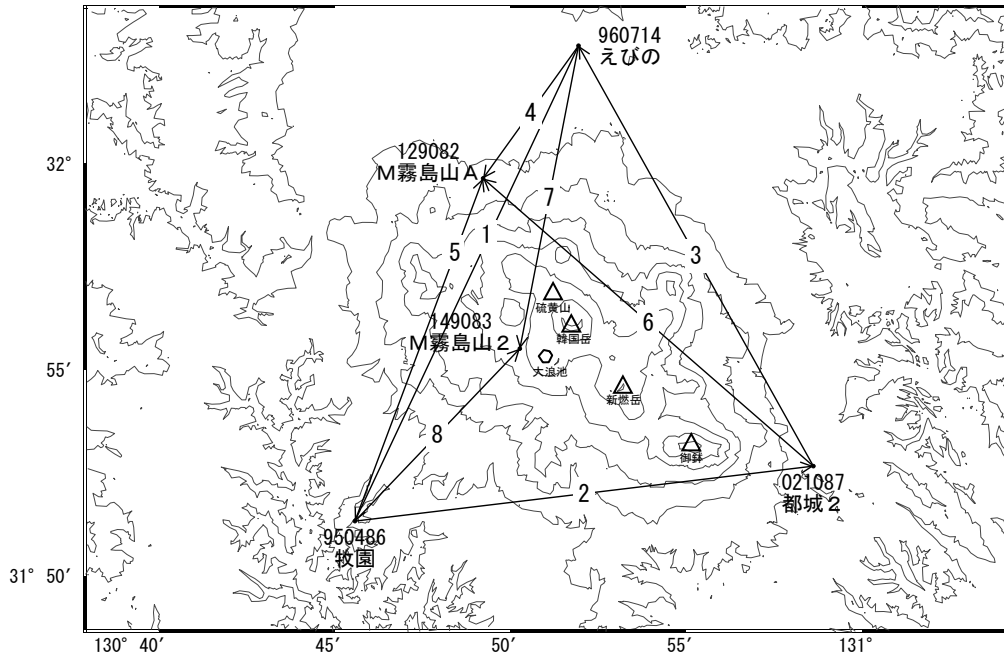 960714
えびの
4
129082
M霧島山A
32°
7
5
1
3
硫黄山
149083
M霧島山2
韓国岳
6
大浪池
55′
新燃岳
8
御鉢
021087
都城2
2
950486
牧園
31° 50′
130° 40′
45′
50′
55′
131°